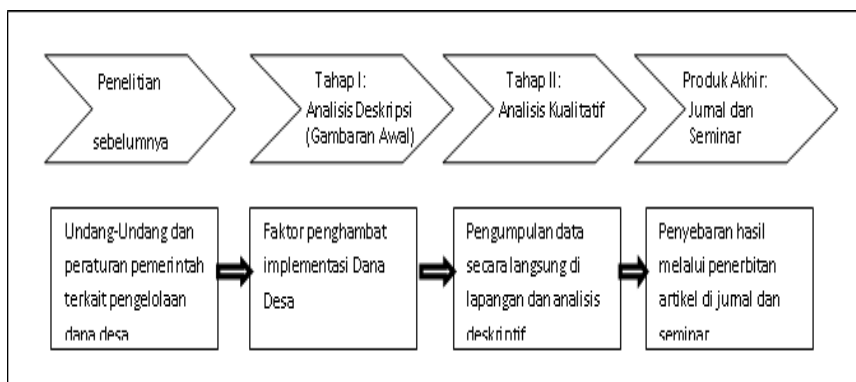 Penelitian
sebelumnya
Tahap I:
Analisis Deskripsi
(Gambaran Awal)
Tahap II:
Analisis Kualitatif
Produk Akhir:
Jurnal dan
Seminar
Undang-Undang dan
peraturan pemerintah
terkait pengelolaan
dana desa
Faktor penghambat
implementasi Dana
Desa
Pengumpulan data
secara langsung di
lapangan dan analisis
deskriptif
Penyebaran hasil
melalui penerbitan
artikel di jurnal dan
seminar